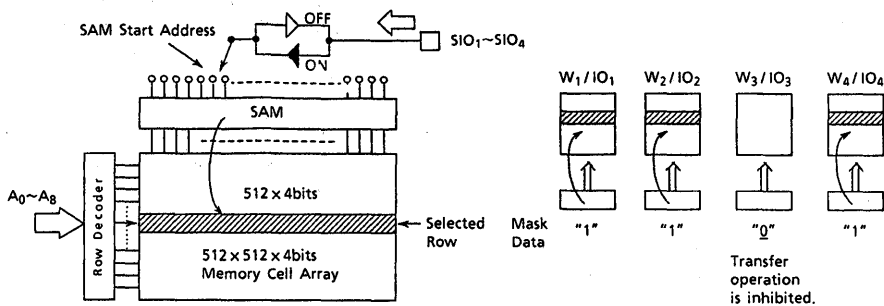 OFF
SAM Start Address
SIO₁~SIO₄
ON
SAM
A₀~A₈
Row Decoder
512 × 4bits
512 × 512 × 4bits
Memory Cell Array
Selected
Row
W₁/IO₁
W₂/IO₂
W₃/IO₃
W₄/IO₄
Mask
Data
"1"
"1"
"0"
"1"
Transfer
operation
is inhibited.